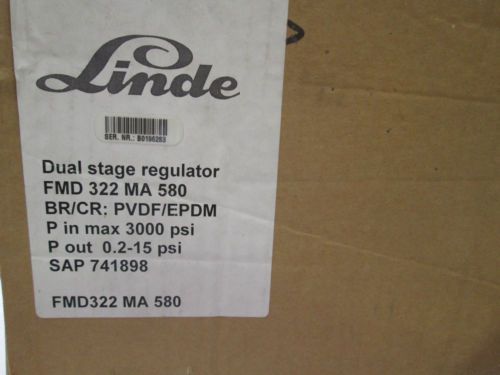 Linde
SER. NR.: B0198263
Dual stage regulator
FMD 322 MA 580
BR/CR: PVDF/EPDM
P in max 3000 psi
P out 0.2-15 psi
SAP 741898
FMD322 MA 580